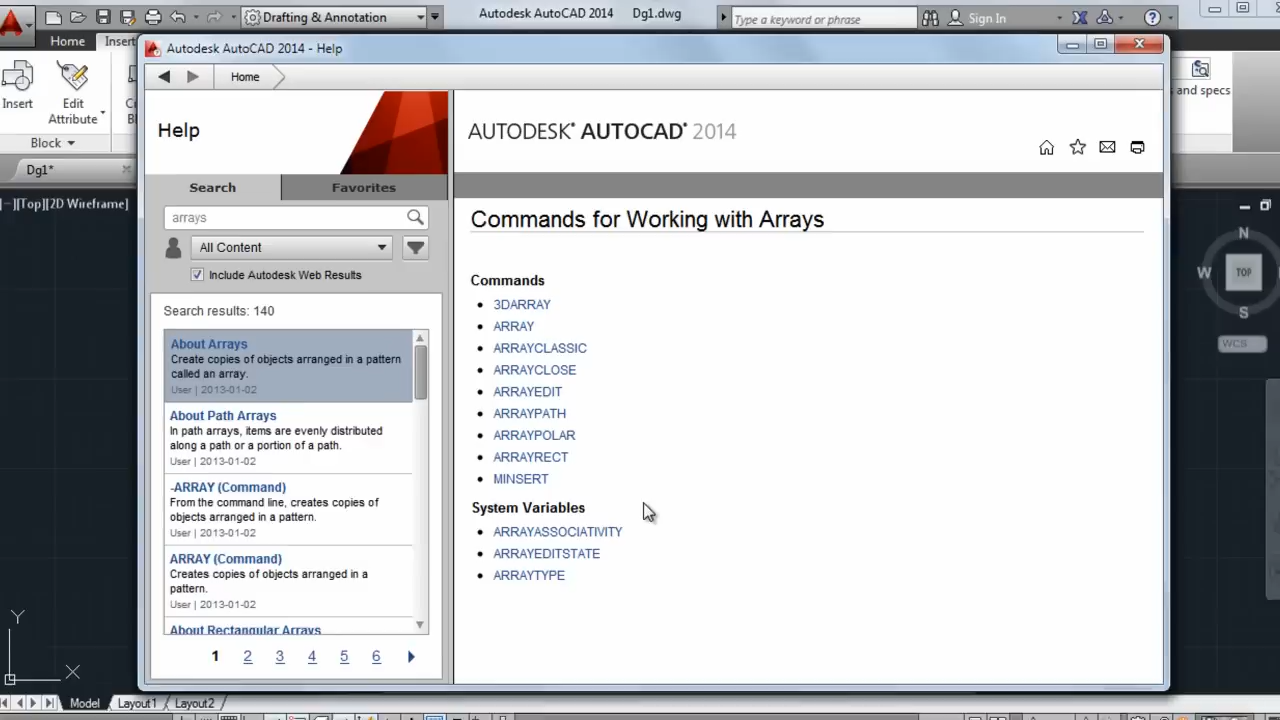 Drafting & Annotation
Autodesk AutoCAD 2014 Dg1.dwg
Type a keyword or phrase
Sign In
Home
Insert
Autodesk AutoCAD 2014 - Help
Home
Insert
Edit
Attribute
Block
s and specs
Dg1*
[−][Top][2D Wireframe]
Help
Search
Favorites
arrays
All Content
Include Autodesk Web Results
Search results: 140
About Arrays
Create copies of objects arranged in a pattern
called an array.
User | 2013-01-02
About Path Arrays
In path arrays, items are evenly distributed
along a path or a portion of a path.
User | 2013-01-02
-ARRAY (Command)
From the command line, creates copies of
objects arranged in a pattern.
User | 2013-01-02
ARRAY (Command)
Creates copies of objects arranged in a
pattern.
User | 2013-01-02
About Rectangular Arrays
1 2 3 4 5 6
AUTODESK® AUTOCAD® 2014
Commands for Working with Arrays
Commands
• 3DARRAY
• ARRAY
• ARRAYCLASSIC
• ARRAYCLOSE
• ARRAYEDIT
• ARRAYPATH
• ARRAYPOLAR
• ARRAYRECT
• MINSERT
System Variables
• ARRAYASSOCIATIVITY
• ARRAYEDITSTATE
• ARRAYTYPE
N
W
TOP
S
WCS
Y
X
Model Layout1 Layout2